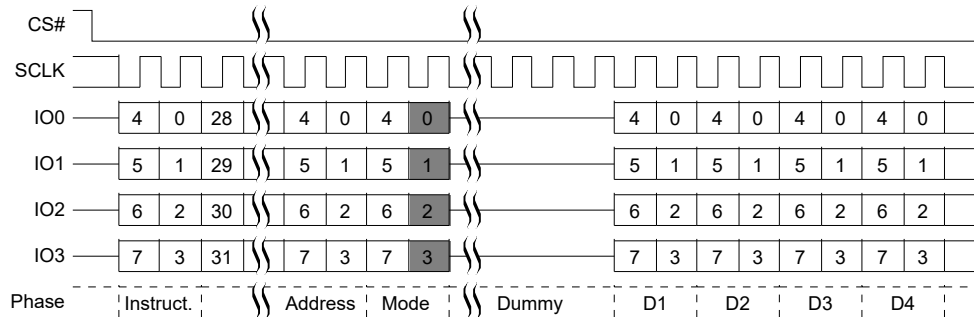 CS#
SCLK
IO0 4 0 28 4 0 4 0 4 0 4 0 4 0 4 0
IO1 5 1 29 5 1 5 1 5 1 5 1 5 1 5 1
IO2 6 2 30 6 2 6 2 6 2 6 2 6 2 6 2
IO3 7 3 31 7 3 7 3 7 3 7 3 7 3 7 3
Phase Instruct. Address Mode Dummy D1 D2 D3 D4